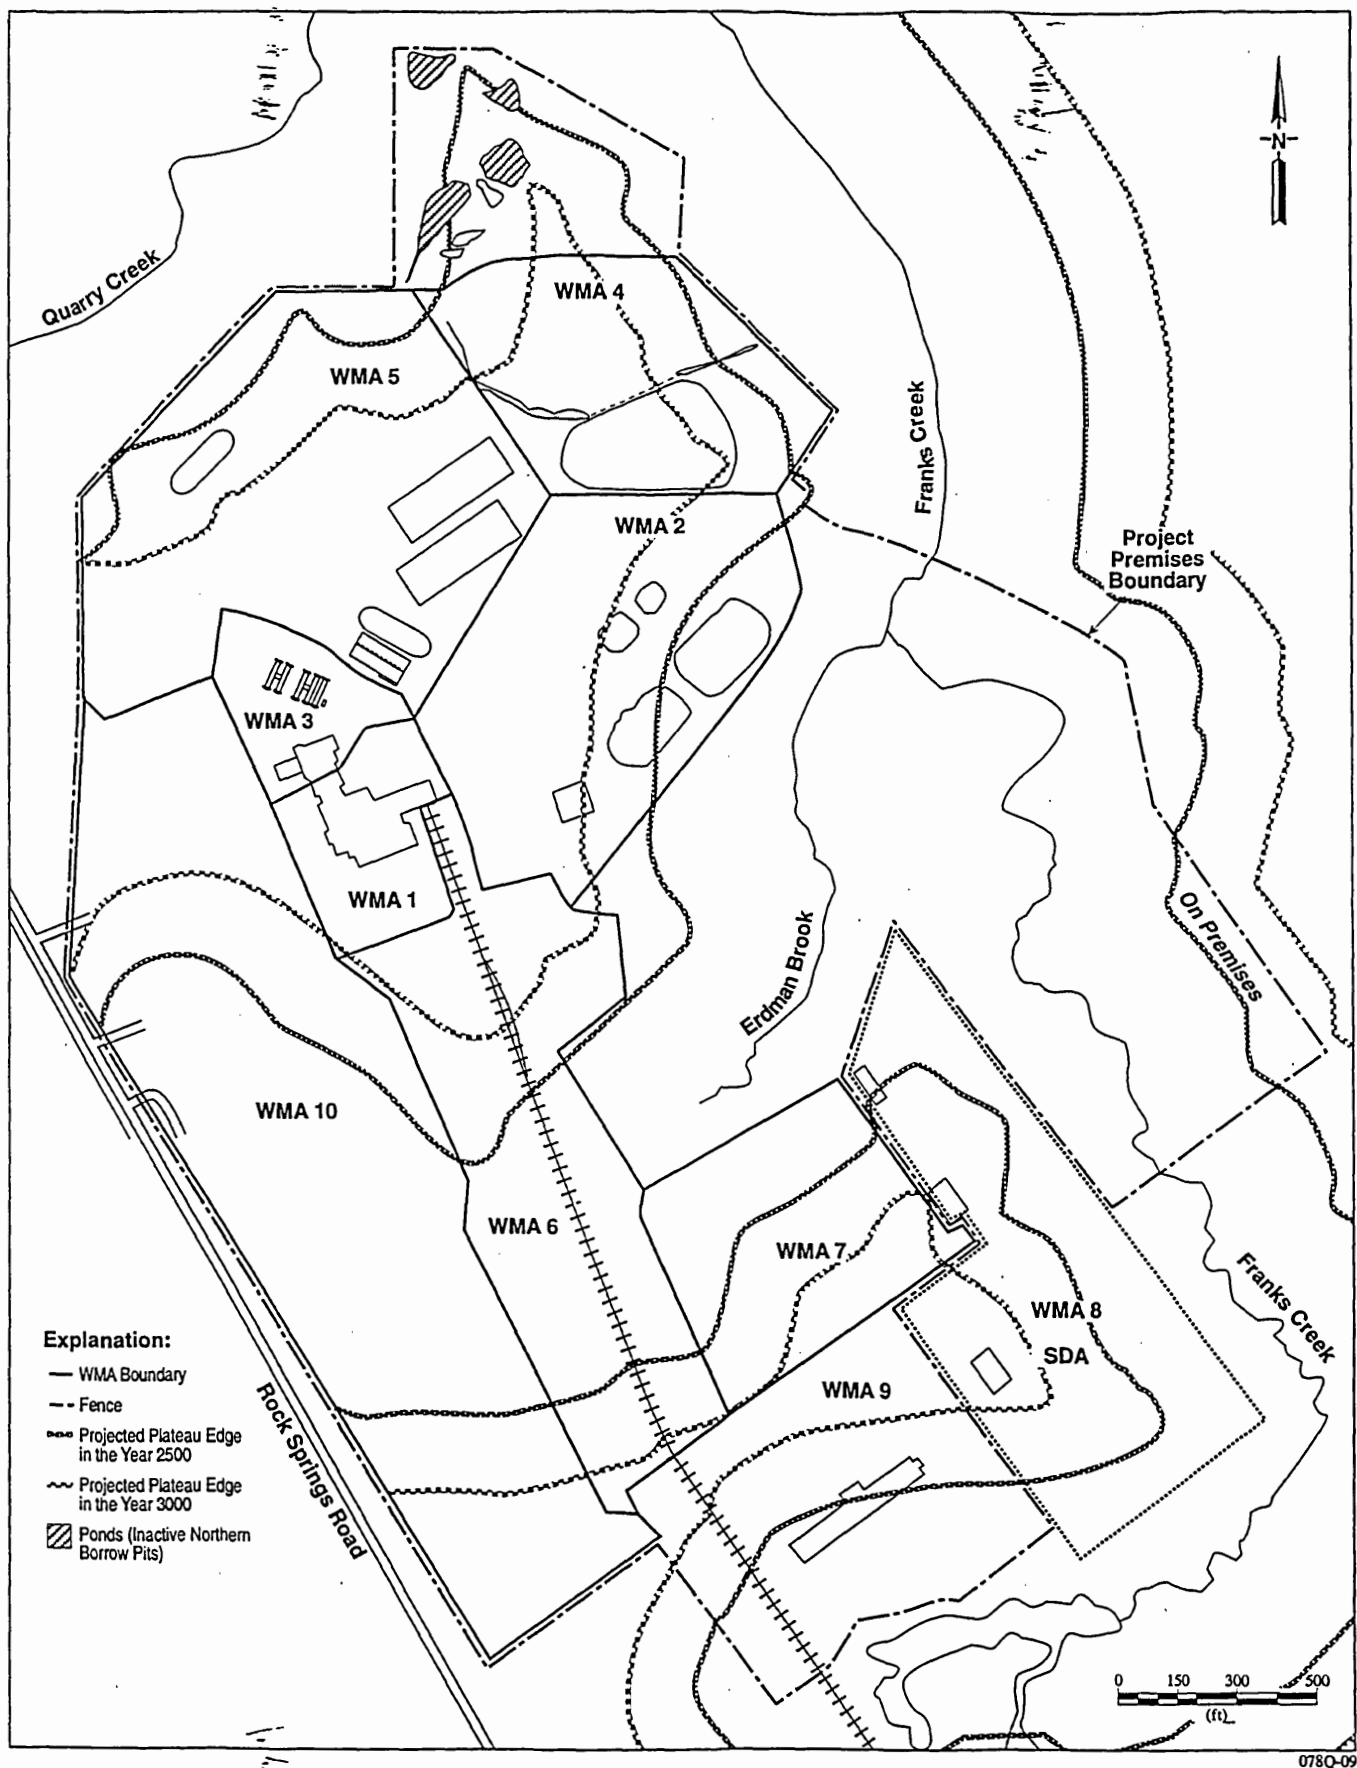 N
Quarry Creek
WMA 4
WMA 5
Franks Creek
WMA 2
Project
Premises
Boundary
WMA 3
WMA 1
On Premises
Erdman Brook
WMA 10
WMA 6
WMA 7
Franks Creek
WMA 8
SDA
WMA 9
Rock Springs Road
Explanation:
WMA Boundary
Fence
Projected Plateau Edge
in the Year 2500
Projected Plateau Edge
in the Year 3000
Ponds (Inactive Northern
Borrow Pits)
0 150 300 500
(ft)
078Q-09